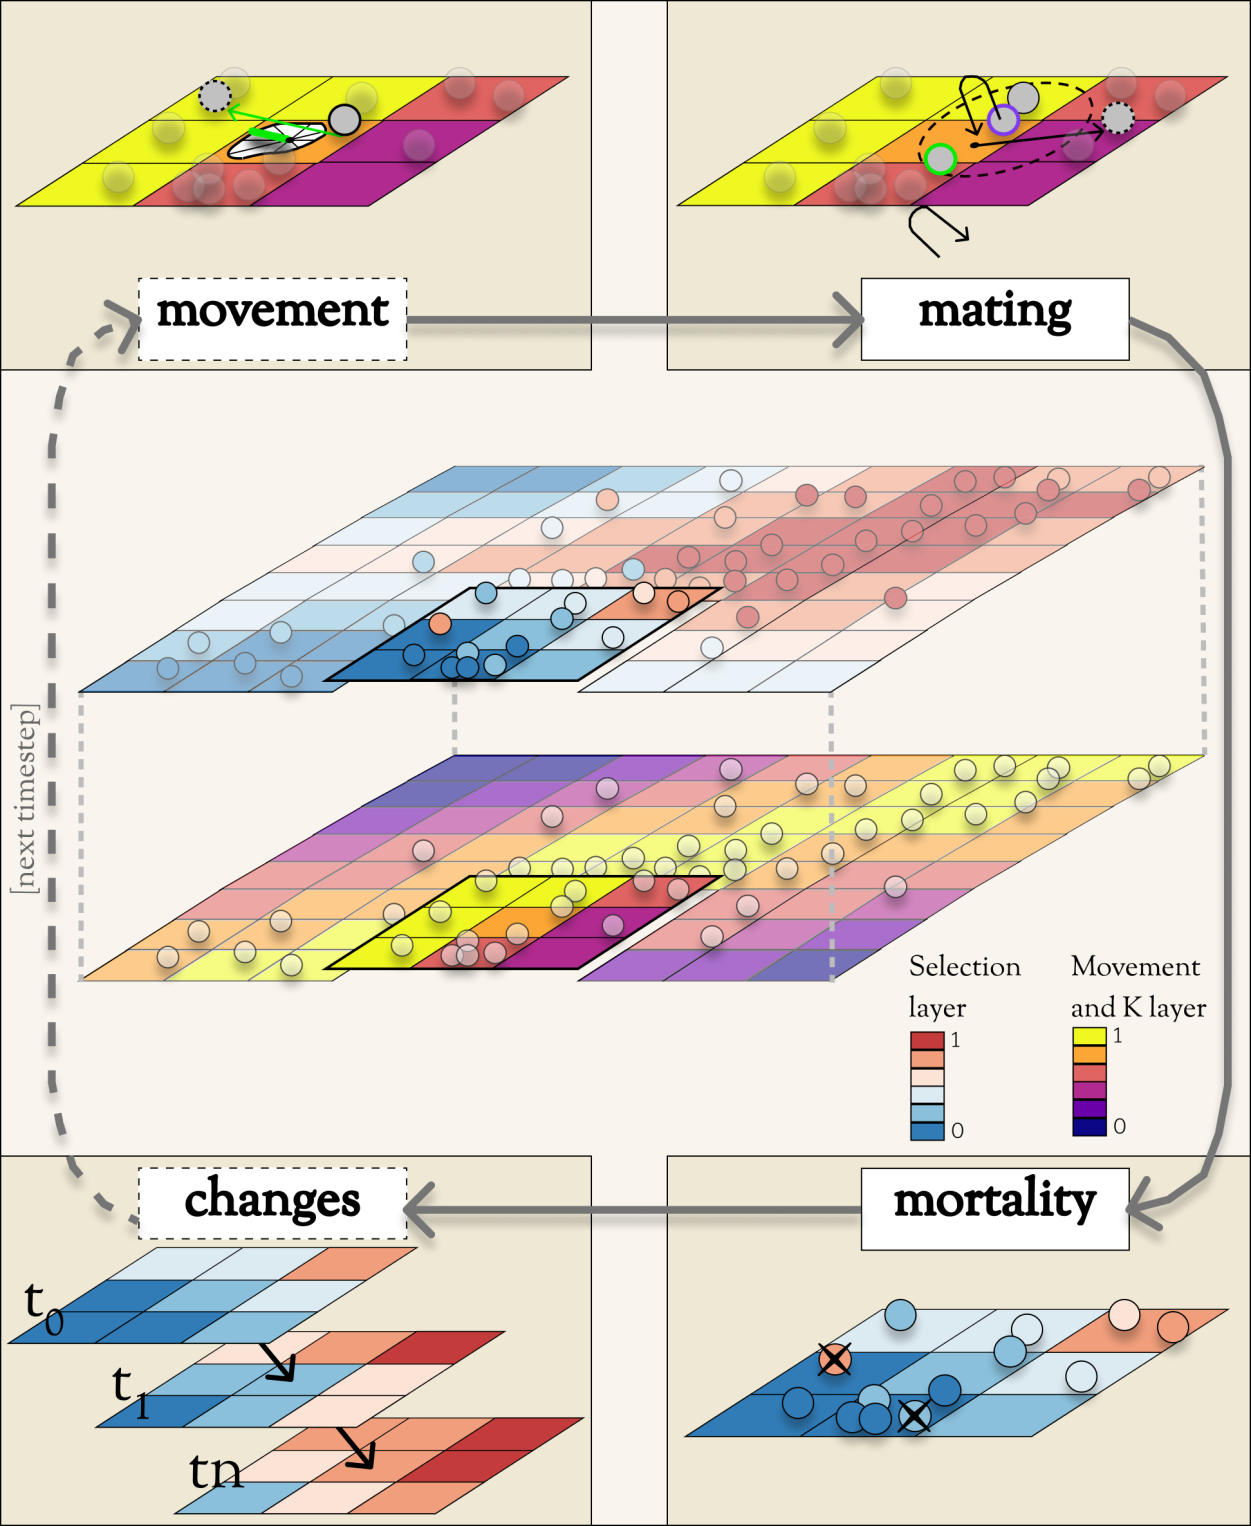 movement
mating
[next timestep]
Selection
layer
1
0
Movement
and K layer
1
0
changes
mortality
t0
t1
tn